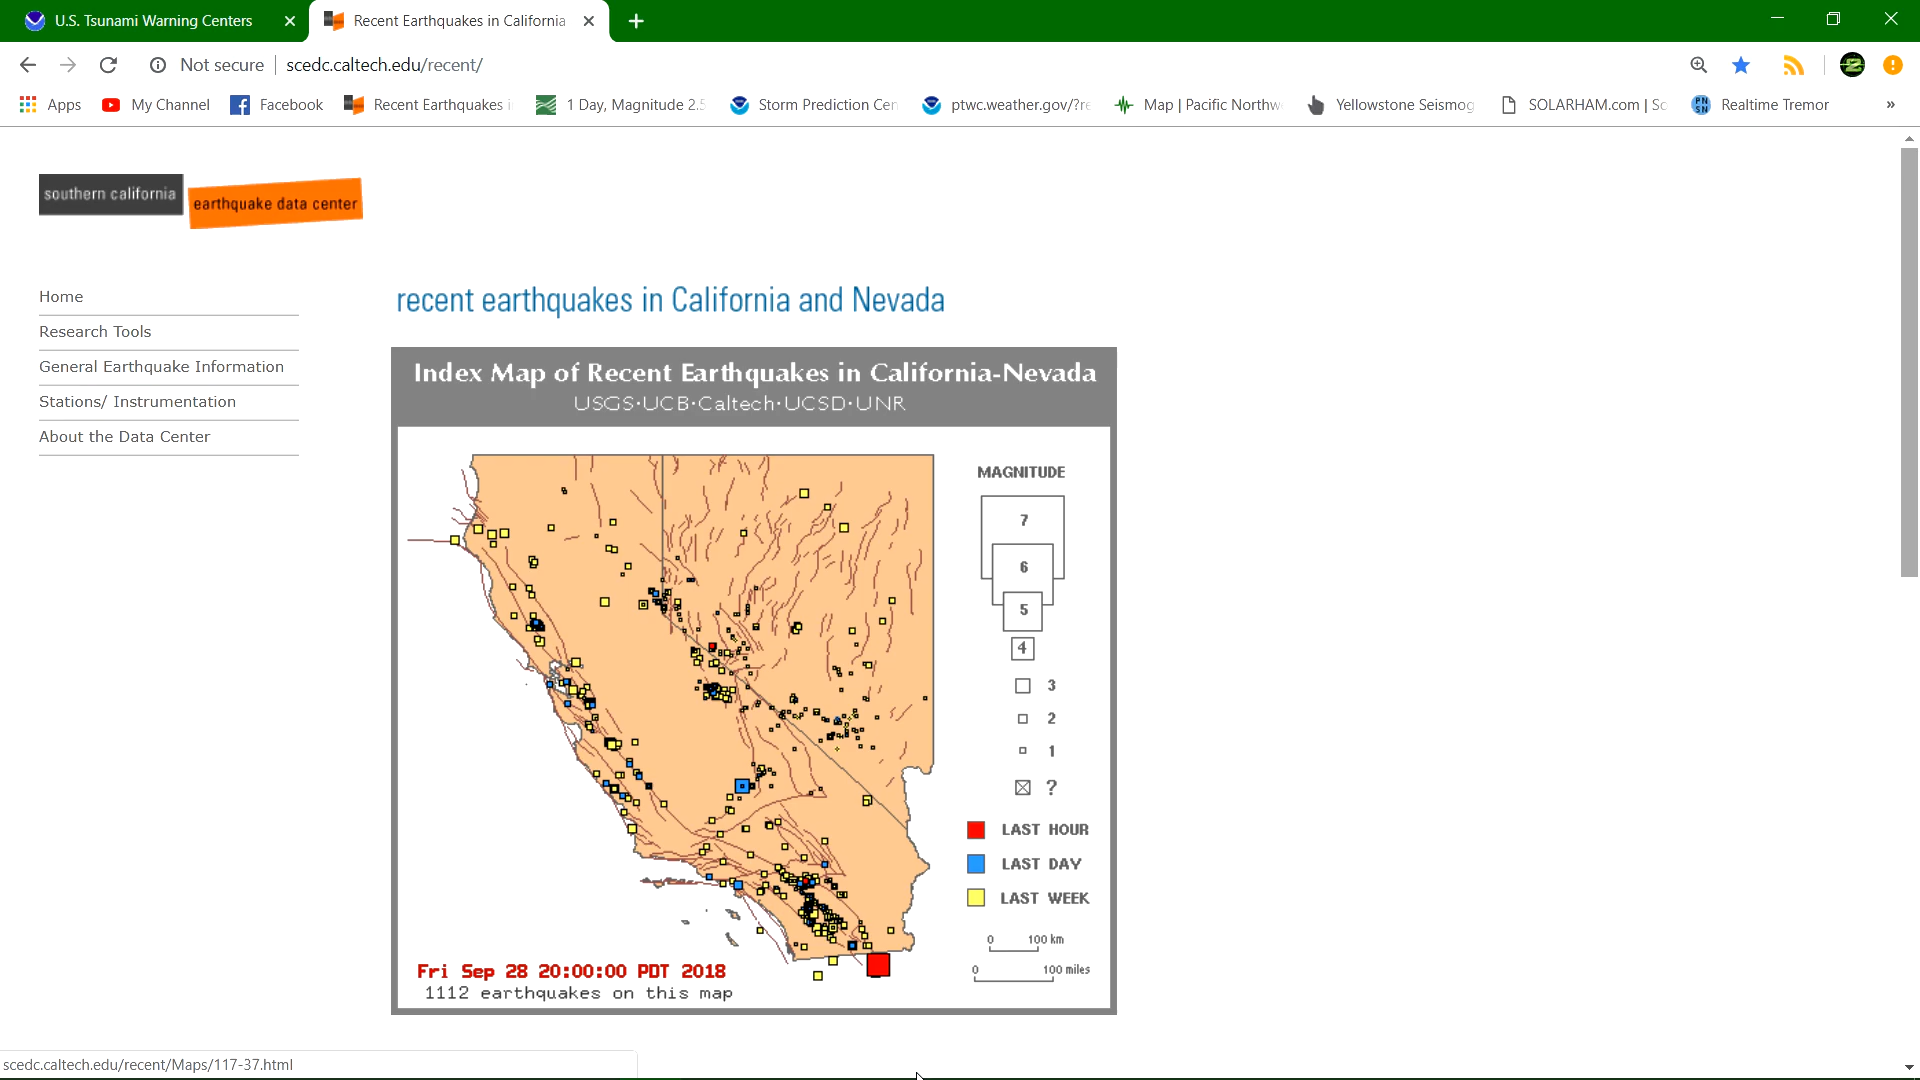 U.S. Tsunami Warning Centers
Recent Earthquakes in California
Not secure
scedc.caltech.edu/recent/
Apps
My Channel
Facebook
Recent Earthquakes i
1 Day, Magnitude 2.5
Storm Prediction Cen
ptwc.weather.gov/?re
Map | Pacific Northw
Yellowstone Seismog
SOLARHAM.com | So
Realtime Tremor
»
southern california
earthquake data center
Home
Research Tools
General Earthquake Information
Stations/ Instrumentation
About the Data Center
recent earthquakes in California and Nevada
Index Map of Recent Earthquakes in California-Nevada
USGS·UCB·Caltech·UCSD·UNR
MAGNITUDE
7
6
5
4
3
2
1
?
LAST HOUR
LAST DAY
LAST WEEK
0 100 km
0 100 miles
Fri Sep 28 20:00:00 PDT 2018
1112 earthquakes on this map
scedc.caltech.edu/recent/Maps/117-37.html